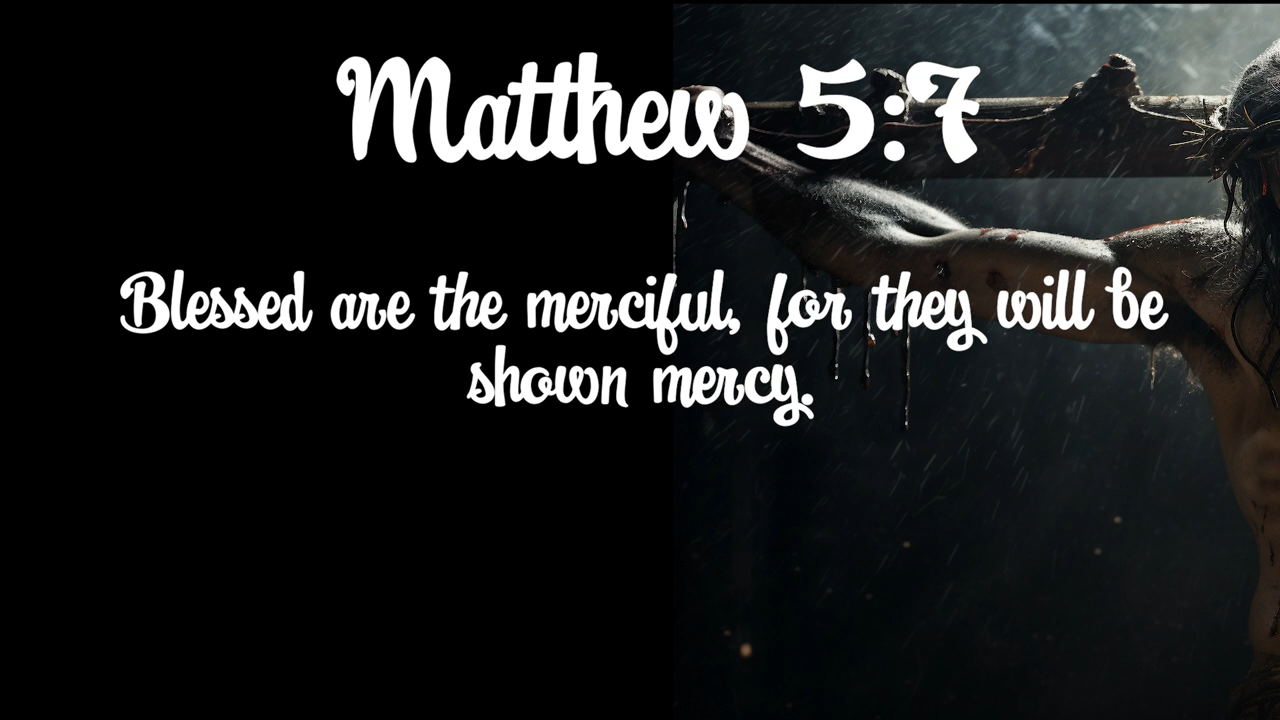 Matthew 5:7
Blessed are the merciful, for they will be
shown mercy.